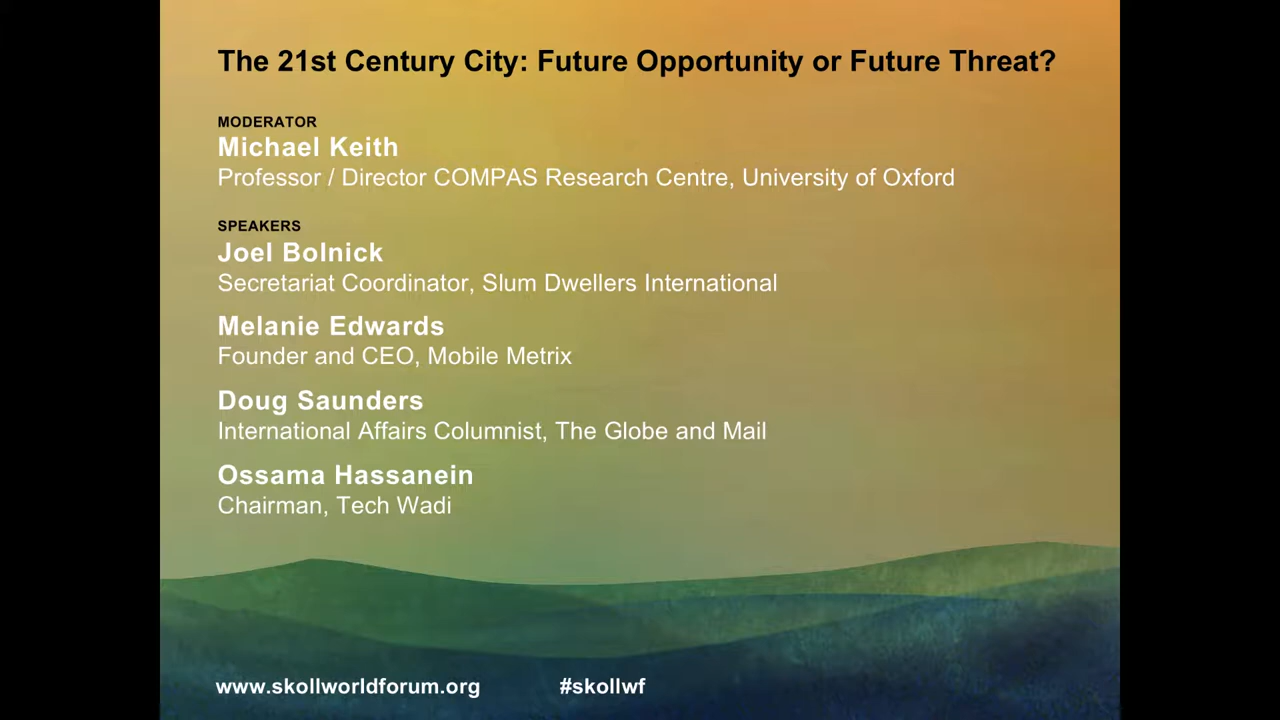 The 21st Century City: Future Opportunity or Future Threat?
MODERATOR
Michael Keith
Professor / Director COMPAS Research Centre, University of Oxford
SPEAKERS
Joel Bolnick
Secretariat Coordinator, Slum Dwellers International
Melanie Edwards
Founder and CEO, Mobile Metrix
Doug Saunders
International Affairs Columnist, The Globe and Mail
Ossama Hassanein
Chairman, Tech Wadi
www.skollworldforum.org #skollwf